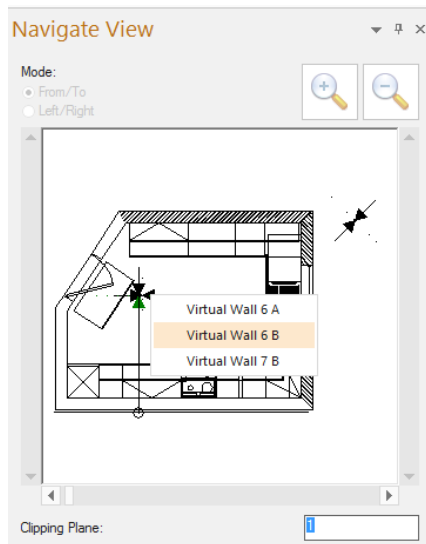 Navigate View
Mode:
From/To
Left/Right
Virtual Wall 6 A
Virtual Wall 6 B
Virtual Wall 7 B
Clipping Plane:
1